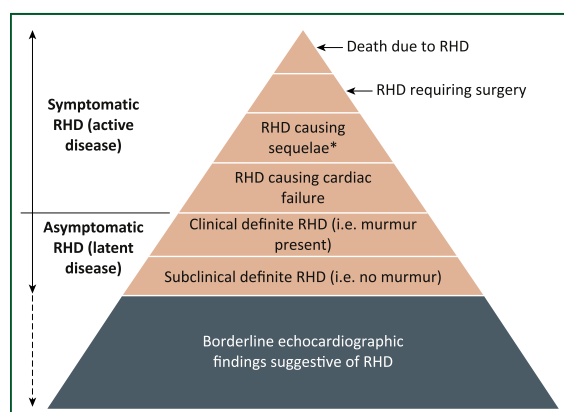 Death due to RHD
RHD requiring surgery
Symptomatic
RHD (active
disease)
RHD causing
sequelae*
RHD causing cardiac
failure
Asymptomatic
RHD (latent
disease)
Clinical definite RHD (i.e. murmur
present)
Subclinical definite RHD (i.e. no murmur)
Borderline echocardiographic
findings suggestive of RHD